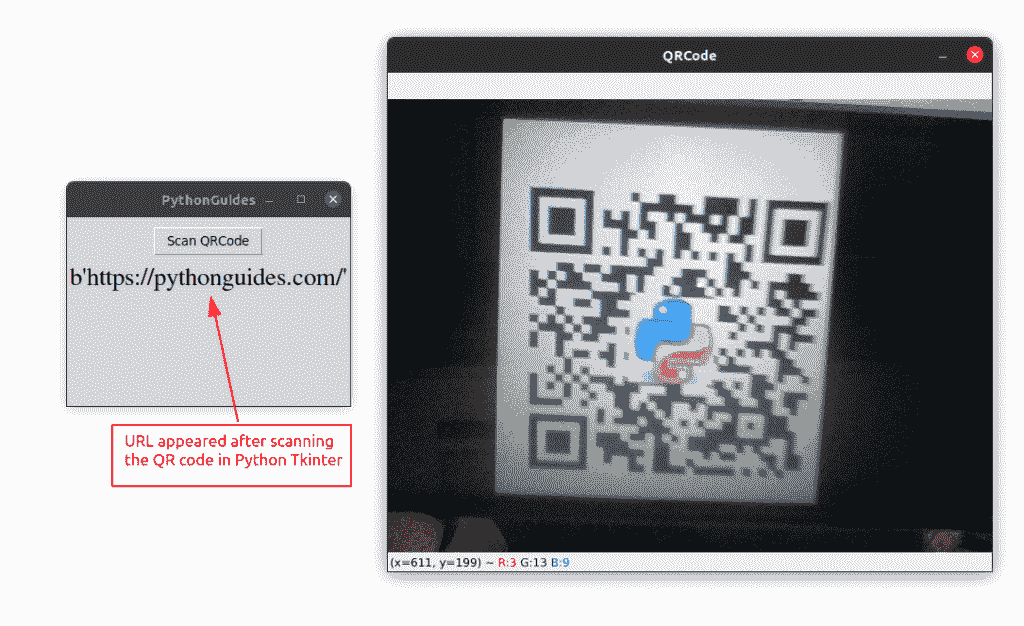 PythonGuides
Scan QRCode
b'https://pythonguides.com/'
URL appeared after scanning
the QR code in Python Tkinter
QRCode
(x=611, y=199) ~ R:3 G:13 B:9